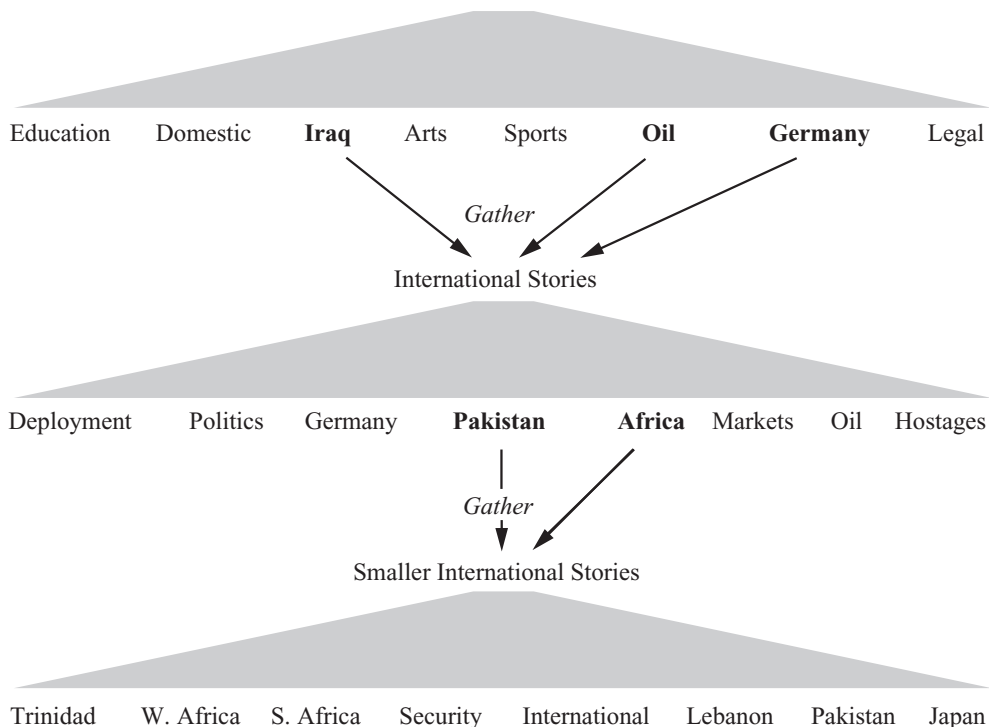 Education Domestic Iraq Arts Sports Oil Germany Legal
Gather
International Stories
Deployment Politics Germany Pakistan Africa Markets Oil Hostages
Gather
Smaller International Stories
Trinidad W. Africa S. Africa Security International Lebanon Pakistan Japan